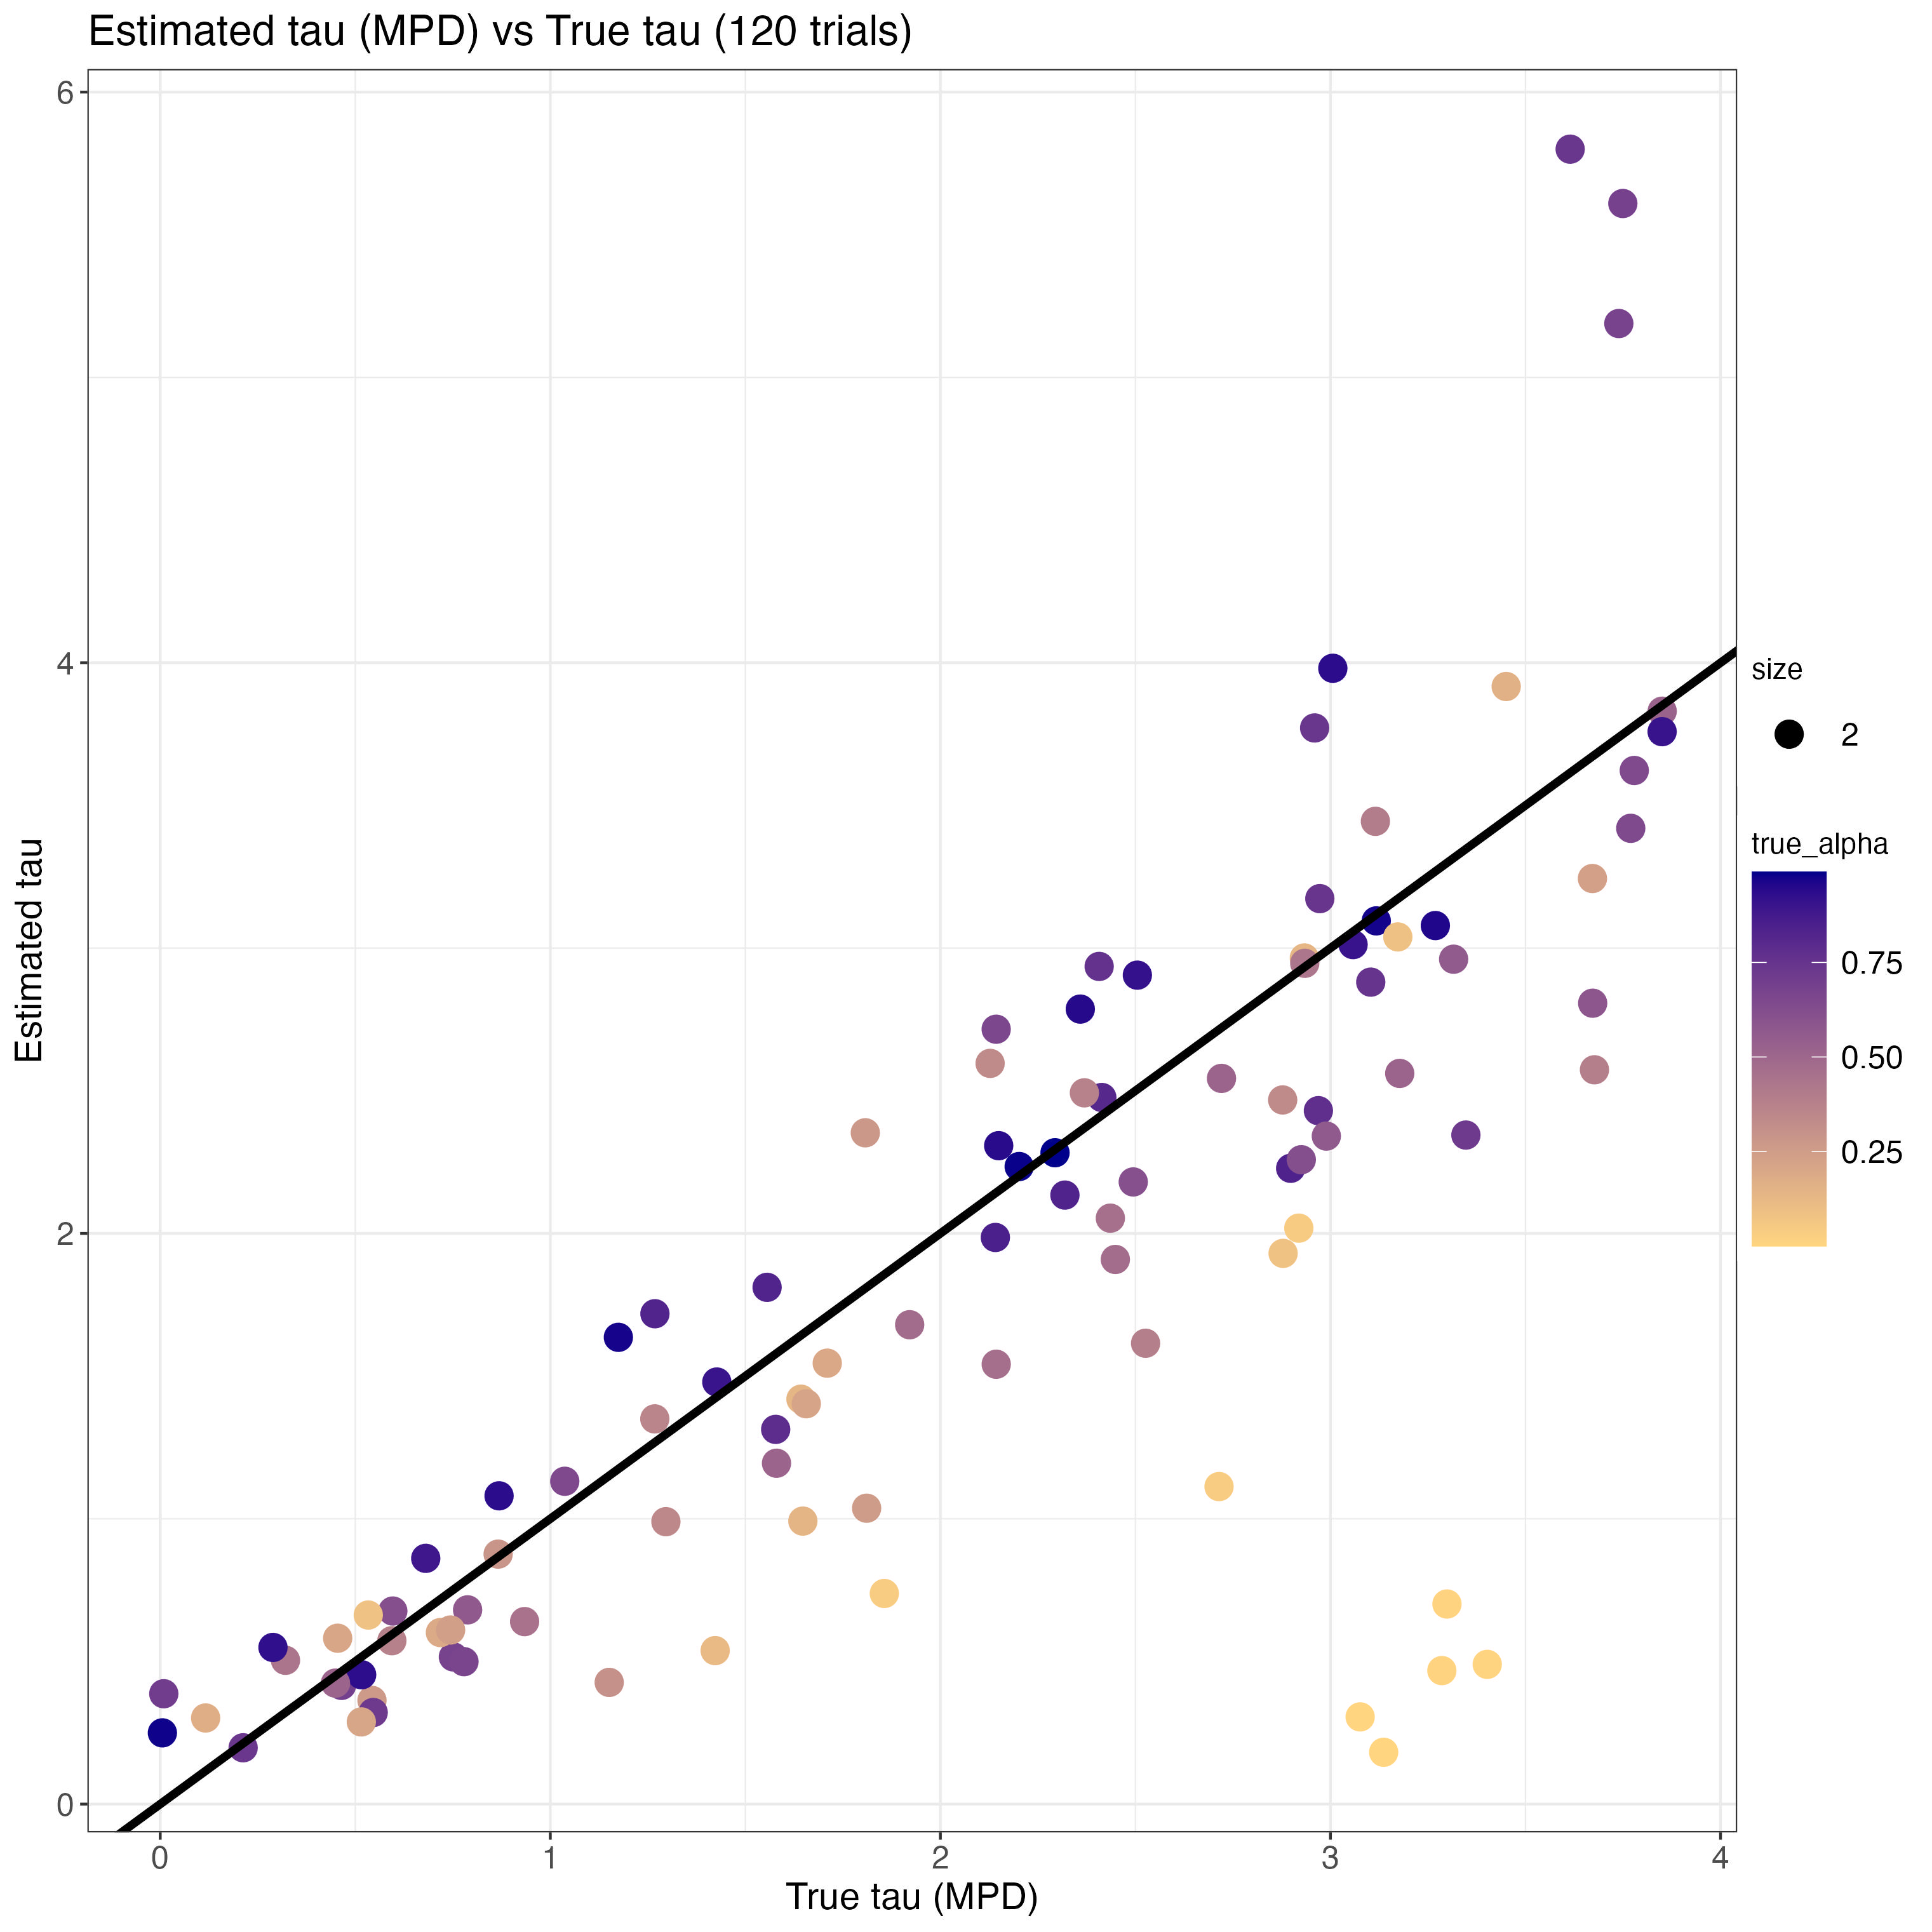 Estimated tau (MPD) vs True tau (120 trials)
6
4
2
0
Estimated tau
0 1 2 3 4
True tau (MPD)
size
2
true_alpha
0.75
0.50
0.25